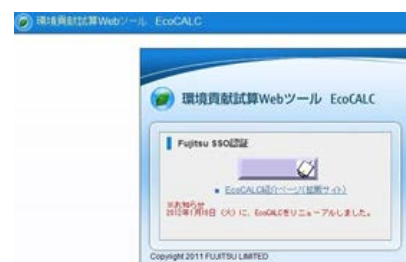 環境貢献試算Webツール EcoCALC
環境貢献試算Webツール EcoCALC
Fujitsu SSO認証
EcoCALC紹介ページ(拡販サイト)
※お知らせ
2012年1月10日（火）に、EcoCALCをリニューアルしました。
Copyright 2011 FUJITSU LIMITED